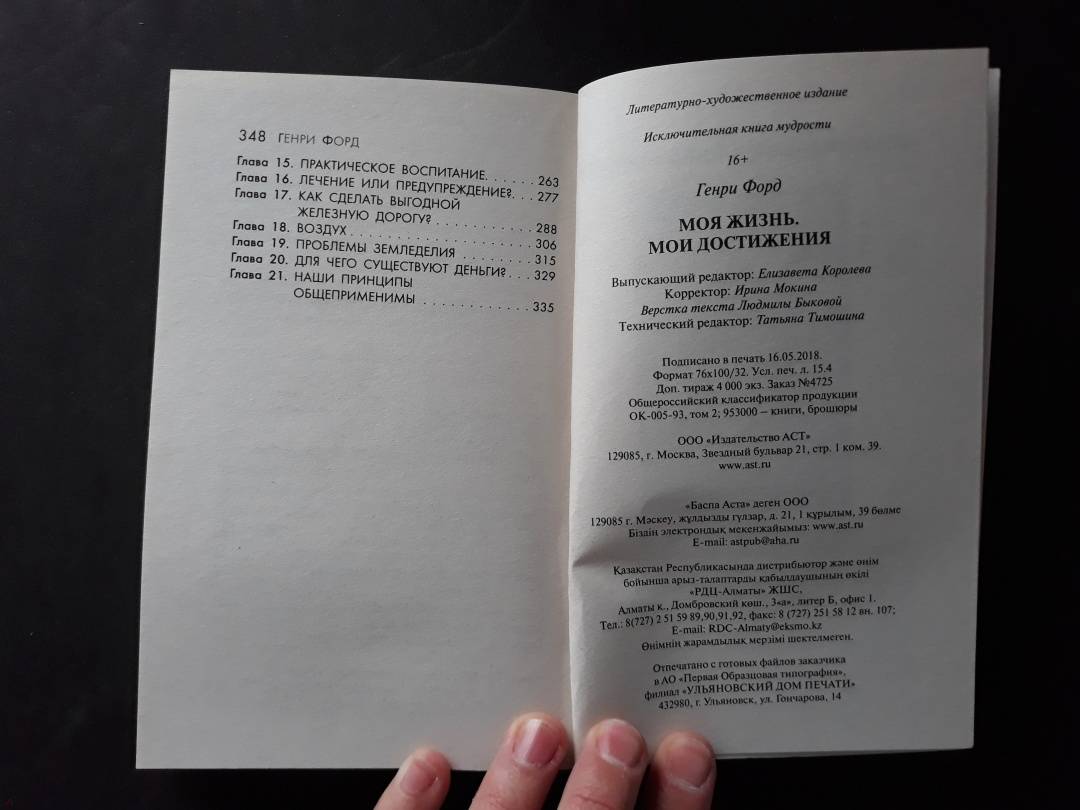 348 ГЕНРИ ФОРД
Глава 15. ПРАКТИЧЕСКОЕ ВОСПИТАНИЕ. . . . . . 263
Глава 16. ЛЕЧЕНИЕ ИЛИ ПРЕДУПРЕЖДЕНИЕ?. . . 277
Глава 17. КАК СДЕЛАТЬ ВЫГОДНОЙ
ЖЕЛЕЗНУЮ ДОРОГУ? . . . . . . . . . . . 288
Глава 18. ВОЗДУХ . . . . . . . . . . . . . . . . . . . 306
Глава 19. ПРОБЛЕМЫ ЗЕМЛЕДЕЛИЯ . . . . . . . . 315
Глава 20. ДЛЯ ЧЕГО СУЩЕСТВУЮТ ДЕНЬГИ? . . . 329
Глава 21. НАШИ ПРИНЦИПЫ
ОБЩЕПРИМЕНИМЫ . . . . . . . . . . . . 335
Литературно-художественное издание
Исключительная книга мудрости
16+
Генри Форд
МОЯ ЖИЗНЬ.
МОИ ДОСТИЖЕНИЯ
Выпускающий редактор: Елизавета Королева
Корректор: Ирина Мокина
Верстка текста Людмилы Быковой
Технический редактор: Татьяна Тимошина
Подписано в печать 16.05.2018.
Формат 76x100/32. Усл. печ. л. 15.4
Доп. тираж 4 000 экз. Заказ №4725
Общероссийский классификатор продукции
ОК-005-93, том 2; 953000 – книги, брошюры
ООО «Издательство АСТ»
129085, г. Москва, Звездный бульвар 21, стр. 1 ком. 39.
www.ast.ru
«Баспа Аста» деген ООО
129085 г. Мәскеу, жұлдызды гүлзар, д. 21, 1 құрылым, 39 бөлме
Біздің электрондық мекенжайымыз: www.ast.ru
E-mail: astpub@aha.ru
Қазақстан Республикасында дистрибьютор және өнім
бойынша арыз-талаптарды қабылдаушының өкілі
«РДЦ-Алматы» ЖШС,
Алматы қ., Домбровский көш., 3«а», литер Б, офис 1.
Тел.: 8(727) 2 51 59 89,90,91,92, факс: 8 (727) 251 58 12 вн. 107;
E-mail: RDC-Almaty@eksmo.kz
Өнімнің жарамдылық мерзімі шектелмеген.
Отпечатано с готовых файлов заказчика
в АО «Первая Образцовая типография»,
филиал «УЛЬЯНОВСКИЙ ДОМ ПЕЧАТИ»
432980, г. Ульяновск, ул. Гончарова, 14